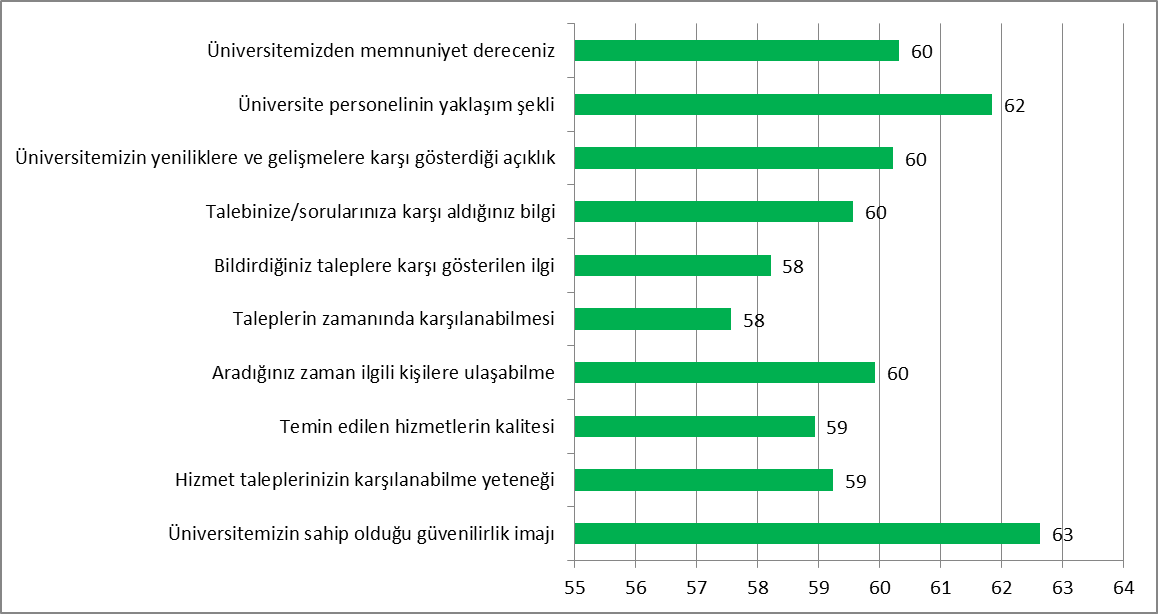 Üniversitemizden memnuniyet dereceniz 60
Üniversite personelinin yaklaşım şekli 62
Üniversitemizin yeniliklere ve gelişmelere karşı gösterdiği açıklık 60
Talebinize/sorularınıza karşı aldığınız bilgi 60
Bildirdiğiniz taleplere karşı gösterilen ilgi 58
Taleplerin zamanında karşılanabilmesi 58
Aradığınız zaman ilgili kişilere ulaşabilme 60
Temin edilen hizmetlerin kalitesi 59
Hizmet taleplerinizin karşılanabilme yeteneği 59
Üniversitemizin sahip olduğu güvenilirlik imajı 63
55 56 57 58 59 60 61 62 63 64